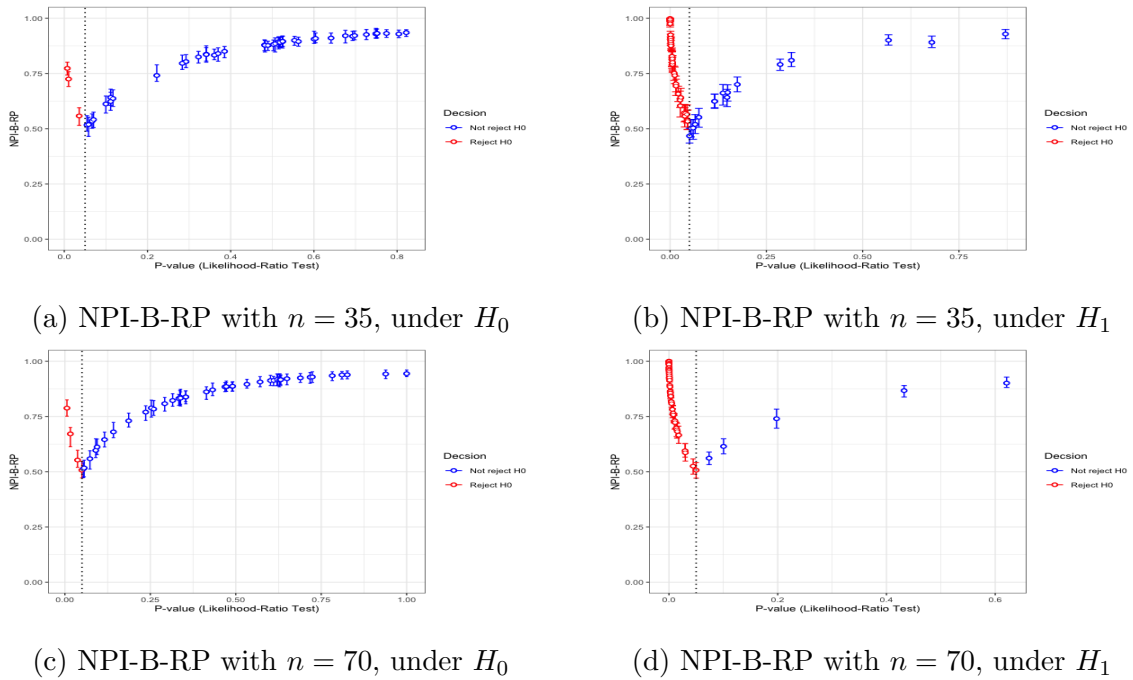 1.00
0.75
0.50
0.25
0.00
NPI-B-RP
0.0 0.2 0.4 0.6 0.8
P-value (Likelihood-Ratio Test)
Decsion
Not reject H0
Reject H0
(a) NPI-B-RP with n = 35, under H₀
1.00
0.75
0.50
0.25
0.00
NPI-B-RP
0.00 0.25 0.50 0.75
P-value (Likelihood-Ratio Test)
Decsion
Not reject H0
Reject H0
(b) NPI-B-RP with n = 35, under H₁
1.00
0.75
0.50
0.25
0.00
NPI-B-RP
0.00 0.25 0.50 0.75 1.00
P-value (Likelihood-Ratio Test)
Decsion
Not reject H0
Reject H0
(c) NPI-B-RP with n = 70, under H₀
1.00
0.75
0.50
0.25
0.00
NPI-B-RP
0.0 0.2 0.4 0.6
P-value (Likelihood-Ratio Test)
Decsion
Not reject H0
Reject H0
(d) NPI-B-RP with n = 70, under H₁